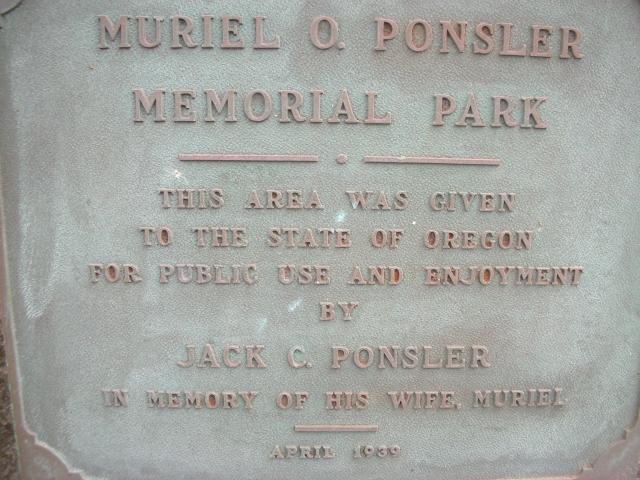 MURIEL O. PONSLER
MEMORIAL PARK
THIS AREA WAS GIVEN
TO THE STATE OF OREGON
FOR PUBLIC USE AND ENJOYMENT
BY
JACK C. PONSLER
IN MEMORY OF HIS WIFE, MURIEL
APRIL 1939